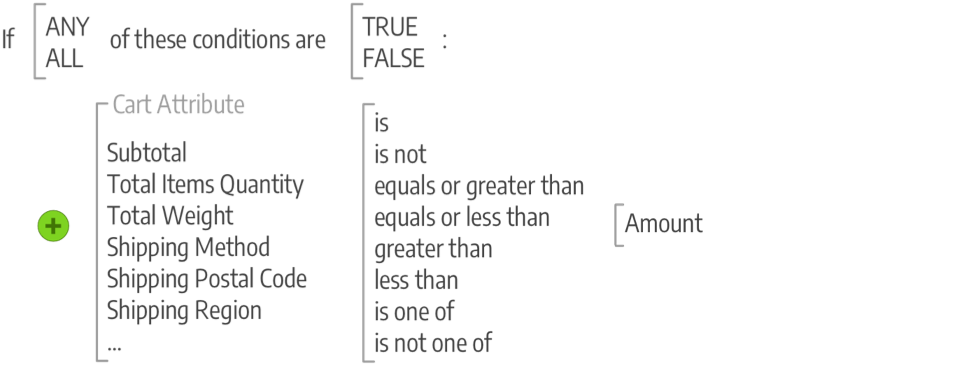 If ANY of these conditions are TRUE :
ALL FALSE
Cart Attribute
Subtotal
Total Items Quantity
Total Weight
Shipping Method
Shipping Postal Code
Shipping Region
...
is
is not
equals or greater than
equals or less than
greater than
less than
is one of
is not one of
Amount